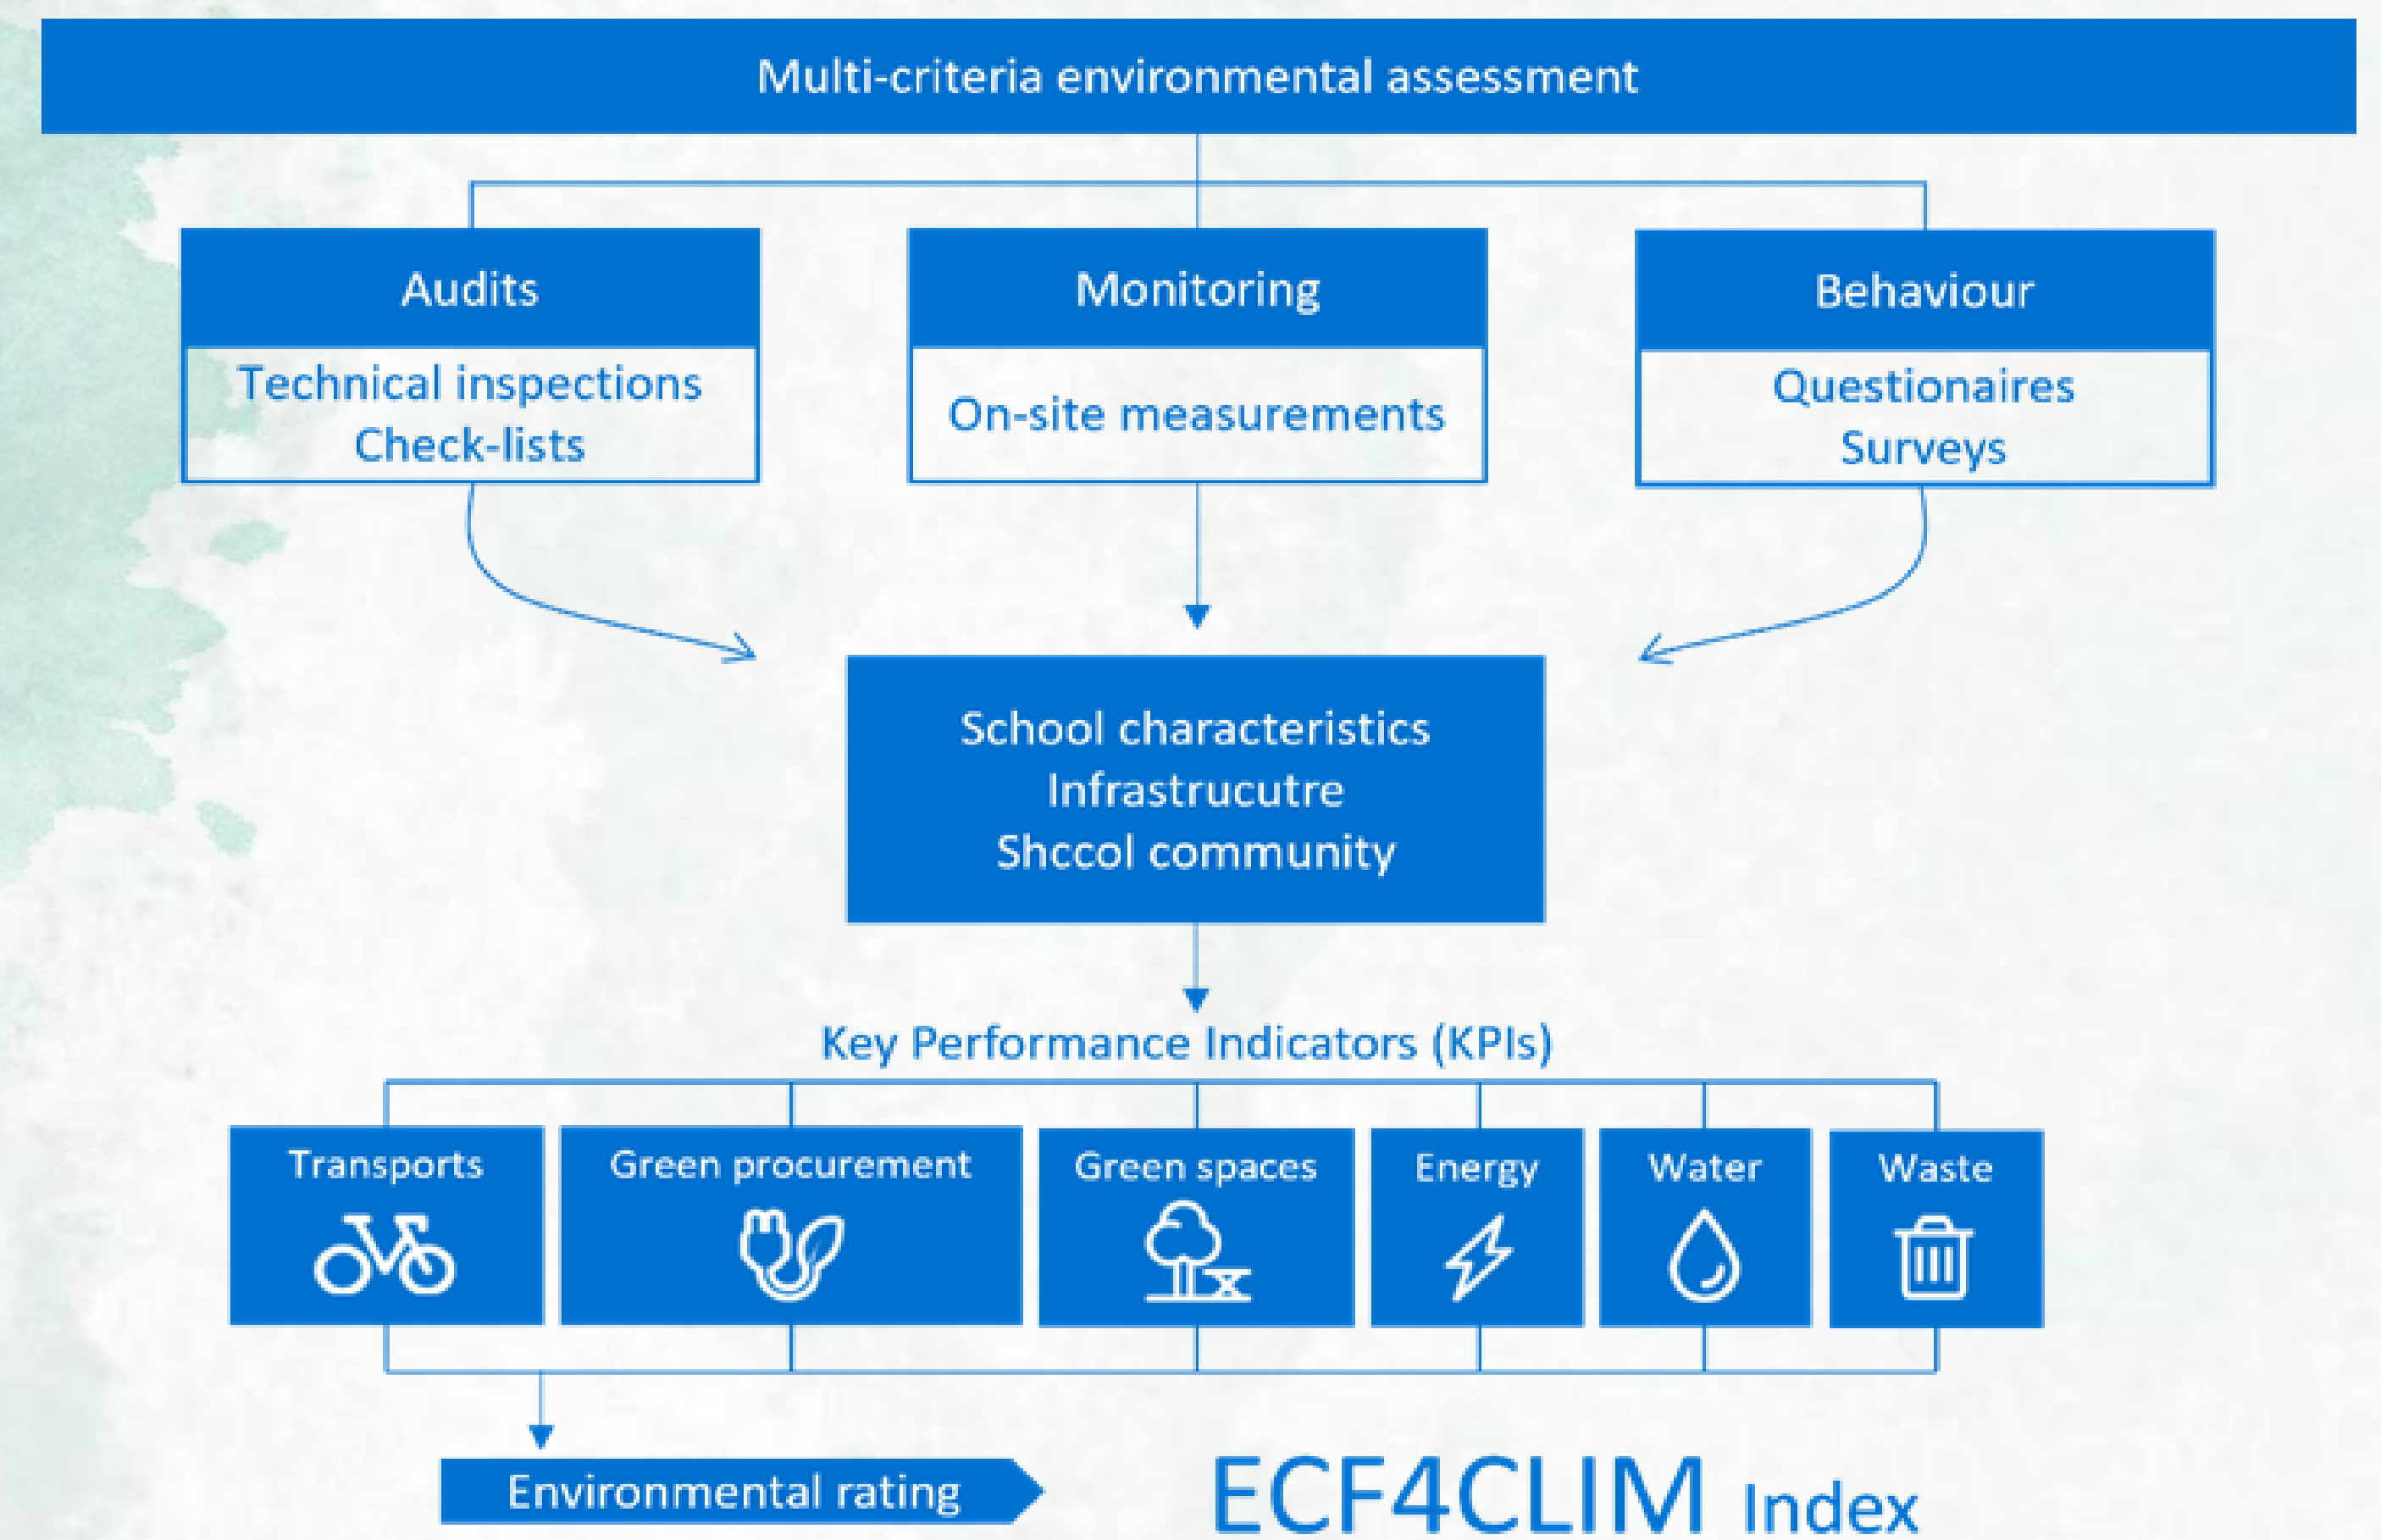 Multi-criteria environmental assessment
Audits
Technical inspections
Check-lists
Monitoring
On-site measurements
Behaviour
Questionaires
Surveys
School characteristics
Infrastrucutre
Shccol community
Key Performance Indicators (KPIs)
Transports
Green procurement
Green spaces
Energy
Water
Waste
Environmental rating
ECF4CLIM Index